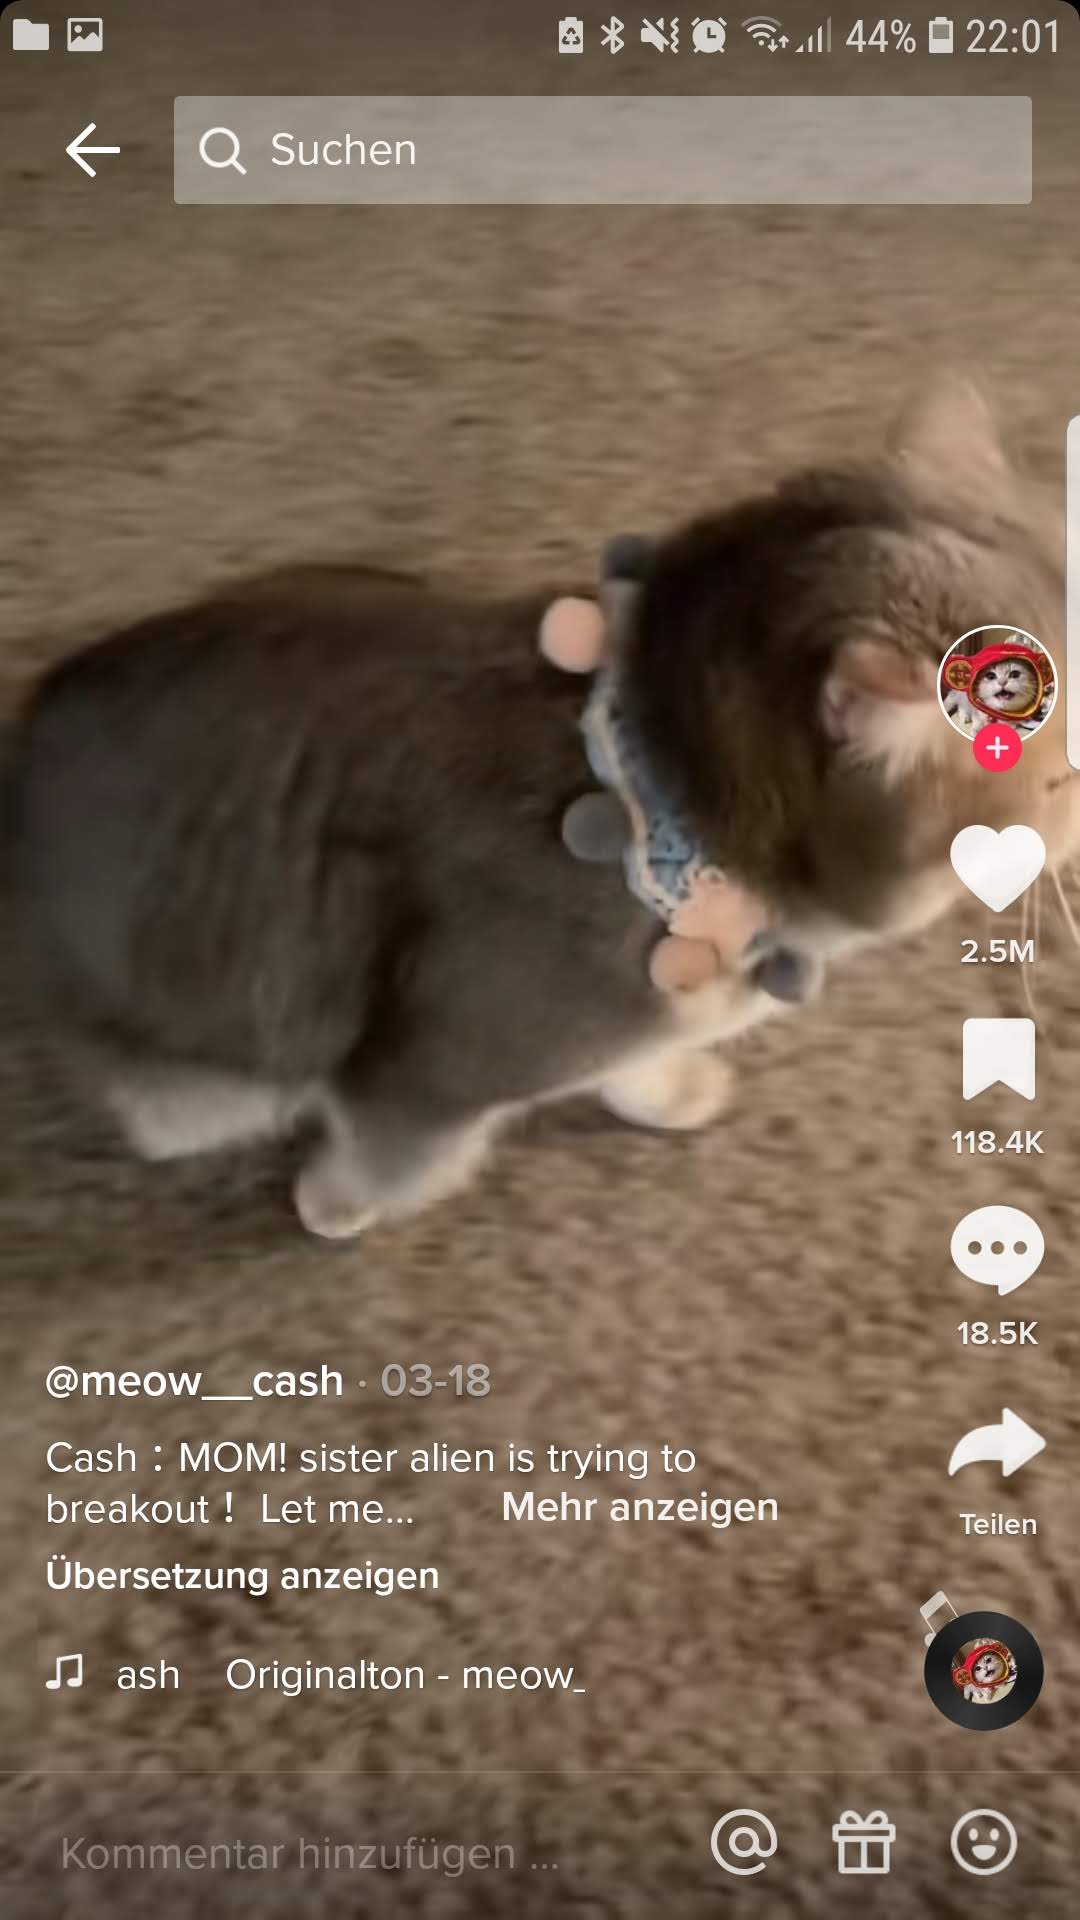 44% 22:01
Suchen
2.5M
118.4K
18.5K
@meow__cash · 03-18
Cash：MOM! sister alien is trying to
breakout！ Let me... Mehr anzeigen
Teilen
Übersetzung anzeigen
ash Originalton - meow_
Kommentar hinzufügen ...